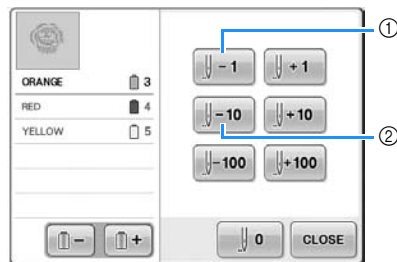 ①
-1
+1
ORANGE 3
RED 4
-10
+10
YELLOW 5
②
-100
+100
-
+
0
CLOSE